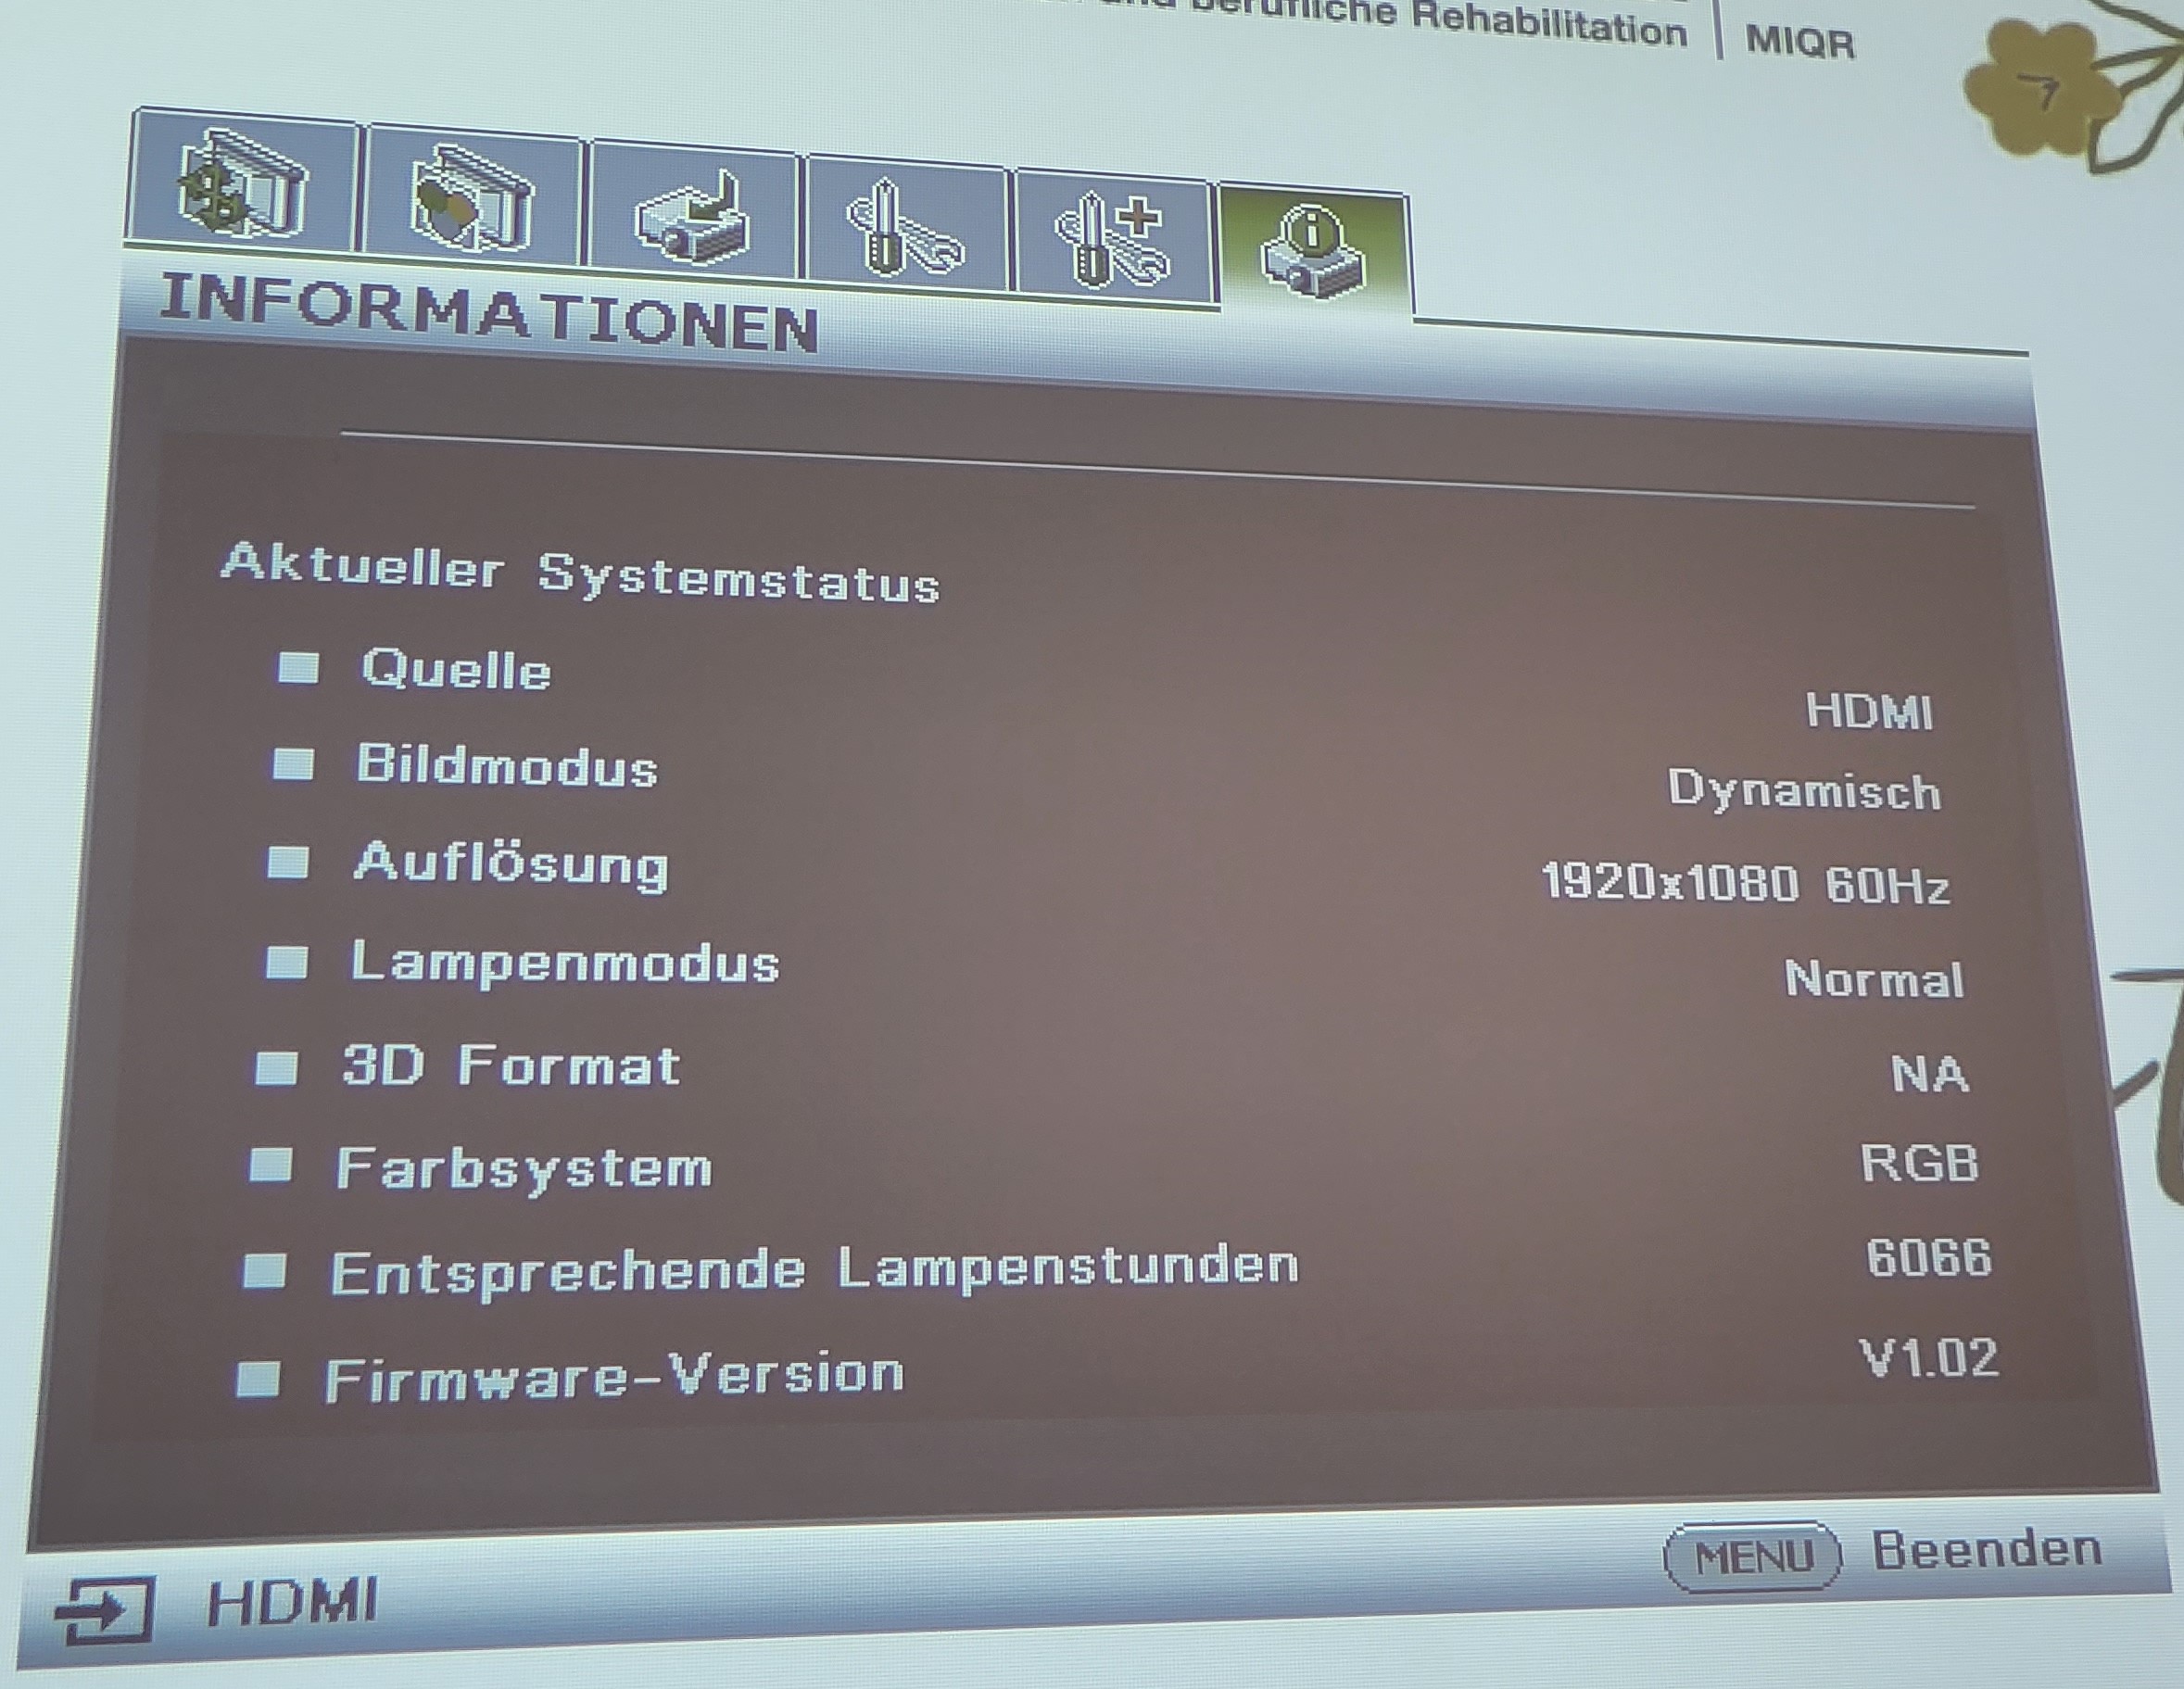 und berufliche Rehabilitation | MIQR
INFORMATIONEN
Aktueller Systemstatus
Quelle HDMI
Bildmodus Dynamisch
Auflösung 1920x1080 60Hz
Lampenmodus Normal
3D Format NA
Farbsystem RGB
Entsprechende Lampenstunden 6066
Firmware-Version V1.02
HDMI MENU Beenden